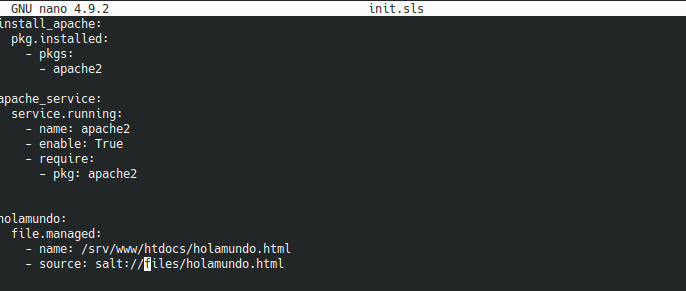 GNU nano 4.9.2 init.sls
install_apache:
  pkg.installed:
    - pkgs:
      - apache2
apache_service:
  service.running:
    - name: apache2
    - enable: True
    - require:
      - pkg: apache2
holamundo:
  file.managed:
    - name: /srv/www/htdocs/holamundo.html
    - source: salt://files/holamundo.html